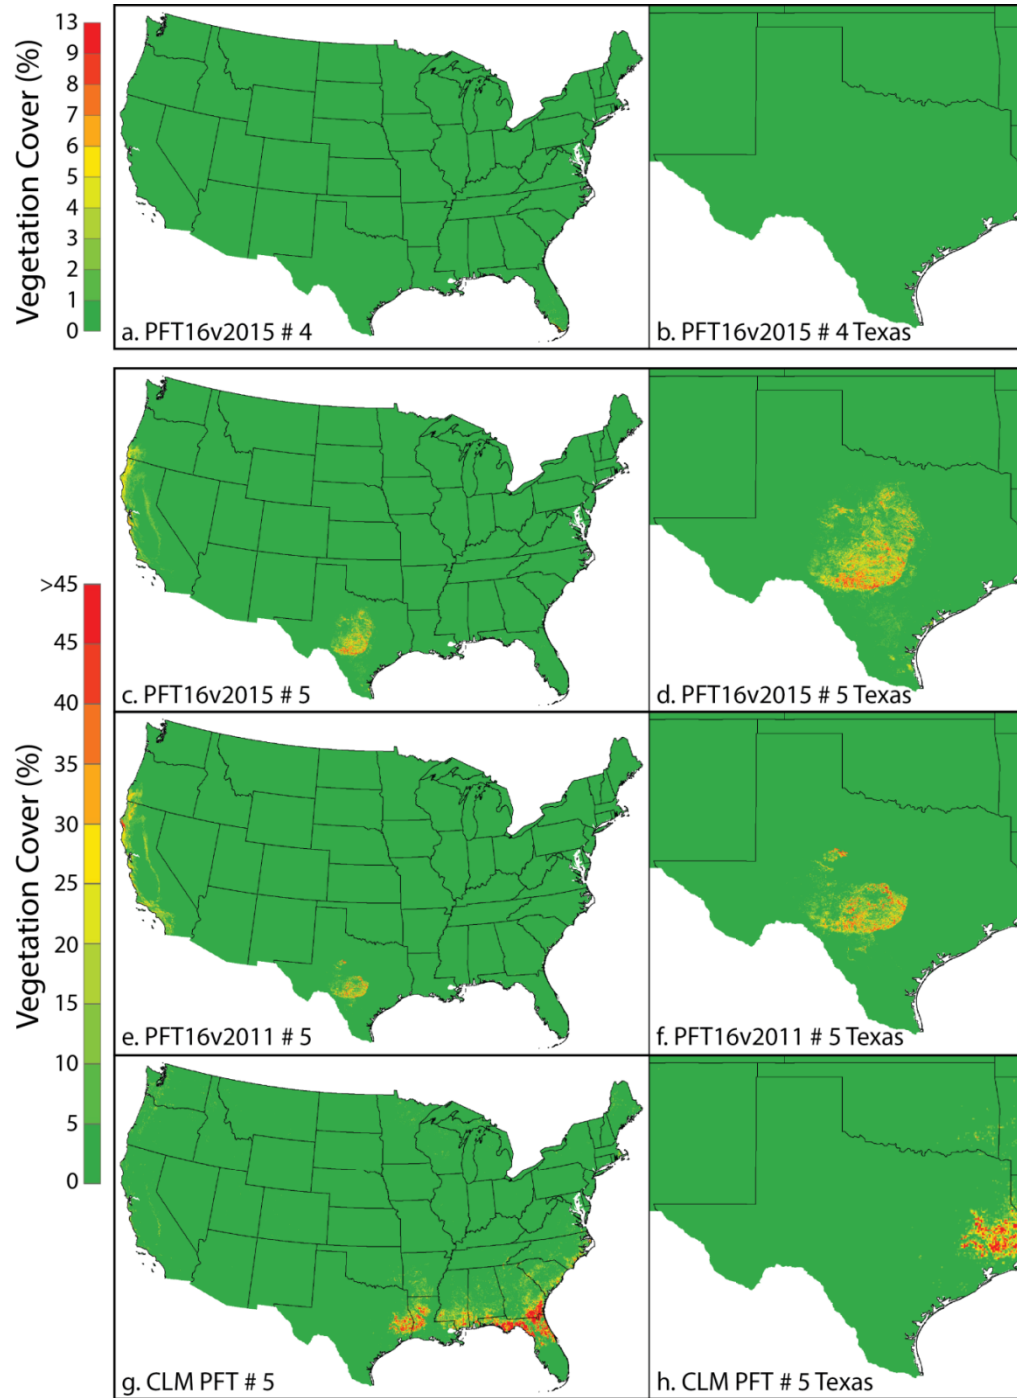 Vegetation Cover (%)
13
9
8
7
6
5
4
3
2
1
0
a. PFT16v2015 # 4
b. PFT16v2015 # 4 Texas
c. PFT16v2015 # 5
d. PFT16v2015 # 5 Texas
Vegetation Cover (%)
>45
45
40
35
30
25
20
15
10
5
0
e. PFT16v2011 # 5
f. PFT16v2011 # 5 Texas
g. CLM PFT # 5
h. CLM PFT # 5 Texas